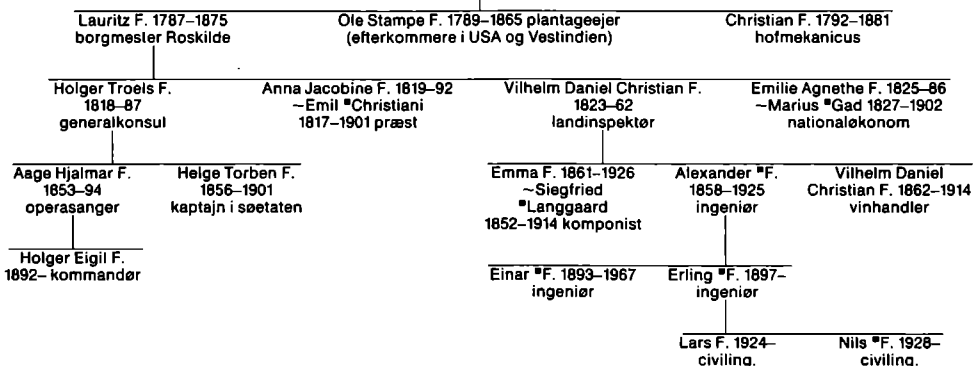 Lauritz F. 1787–1875
borgmester Roskilde
Ole Stampe F. 1789–1865 plantageejer
(efterkommere i USA og Vestindien)
Christian F. 1792–1881
hofmekanicus
Holger Troels F.
1818–87
generalkonsul
Anna Jacobine F. 1819–92
~Emil *Christiani
1817–1901 præst
Vilhelm Daniel Christian F.
1823–62
landinspektør
Emilie Agnethe F. 1825–86
~Marius *Gad 1827–1902
nationaløkonom
Aage Hjalmar F.
1853–94
operasanger
Helge Torben F.
1856–1901
kaptajn i søetaten
Emma F. 1861–1926
~Siegfried
*Langgaard
1852–1914 komponist
Alexander *F.
1858–1925
ingeniør
Vilhelm Daniel
Christian F. 1862–1914
vinhandler
Holger Eigil F.
1892– kommandør
Einar *F. 1893–1967
ingeniør
Erling *F. 1897–
ingeniør
Lars F. 1924–
civiling.
Nils *F. 1928–
civiling.